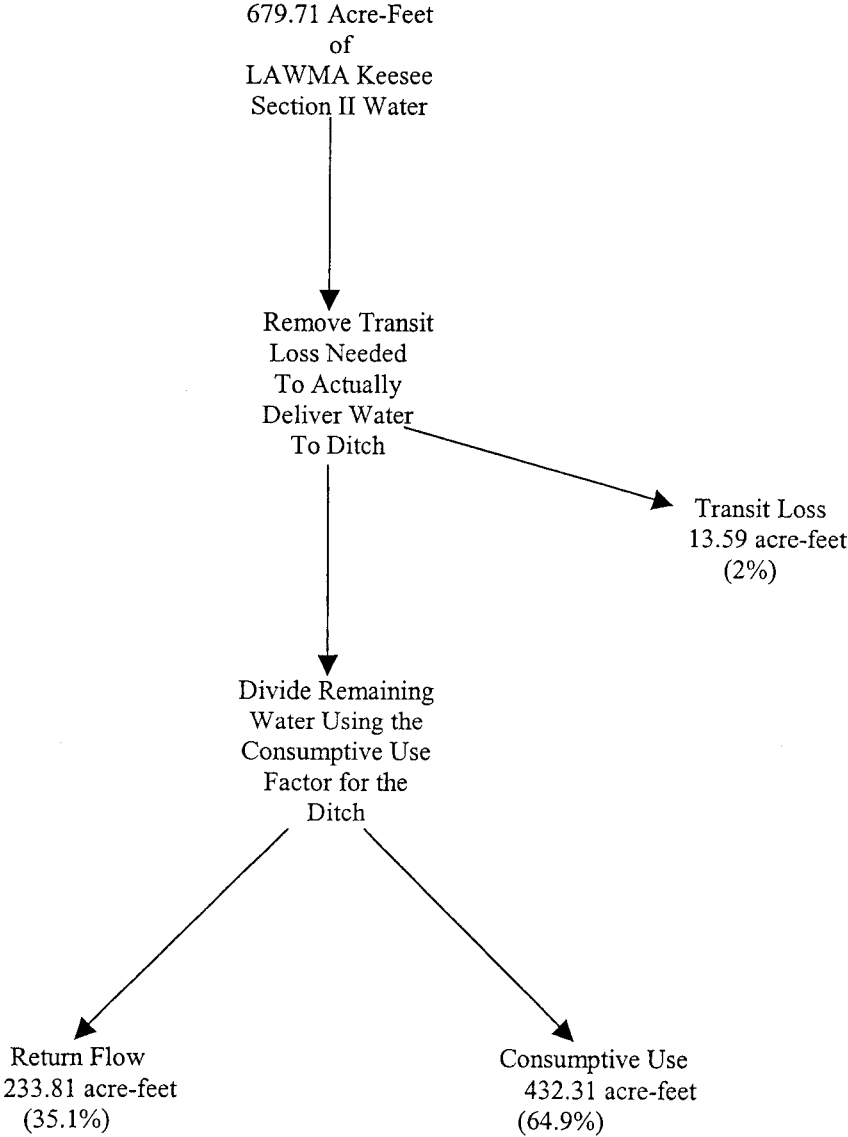 679.71 Acre-Feet
of
LAWMA Keesee
Section II Water
Remove Transit
Loss Needed
To Actually
Deliver Water
To Ditch
Transit Loss
13.59 acre-feet
(2%)
Divide Remaining
Water Using the
Consumptive Use
Factor for the
Ditch
Return Flow
233.81 acre-feet
(35.1%)
Consumptive Use
432.31 acre-feet
(64.9%)